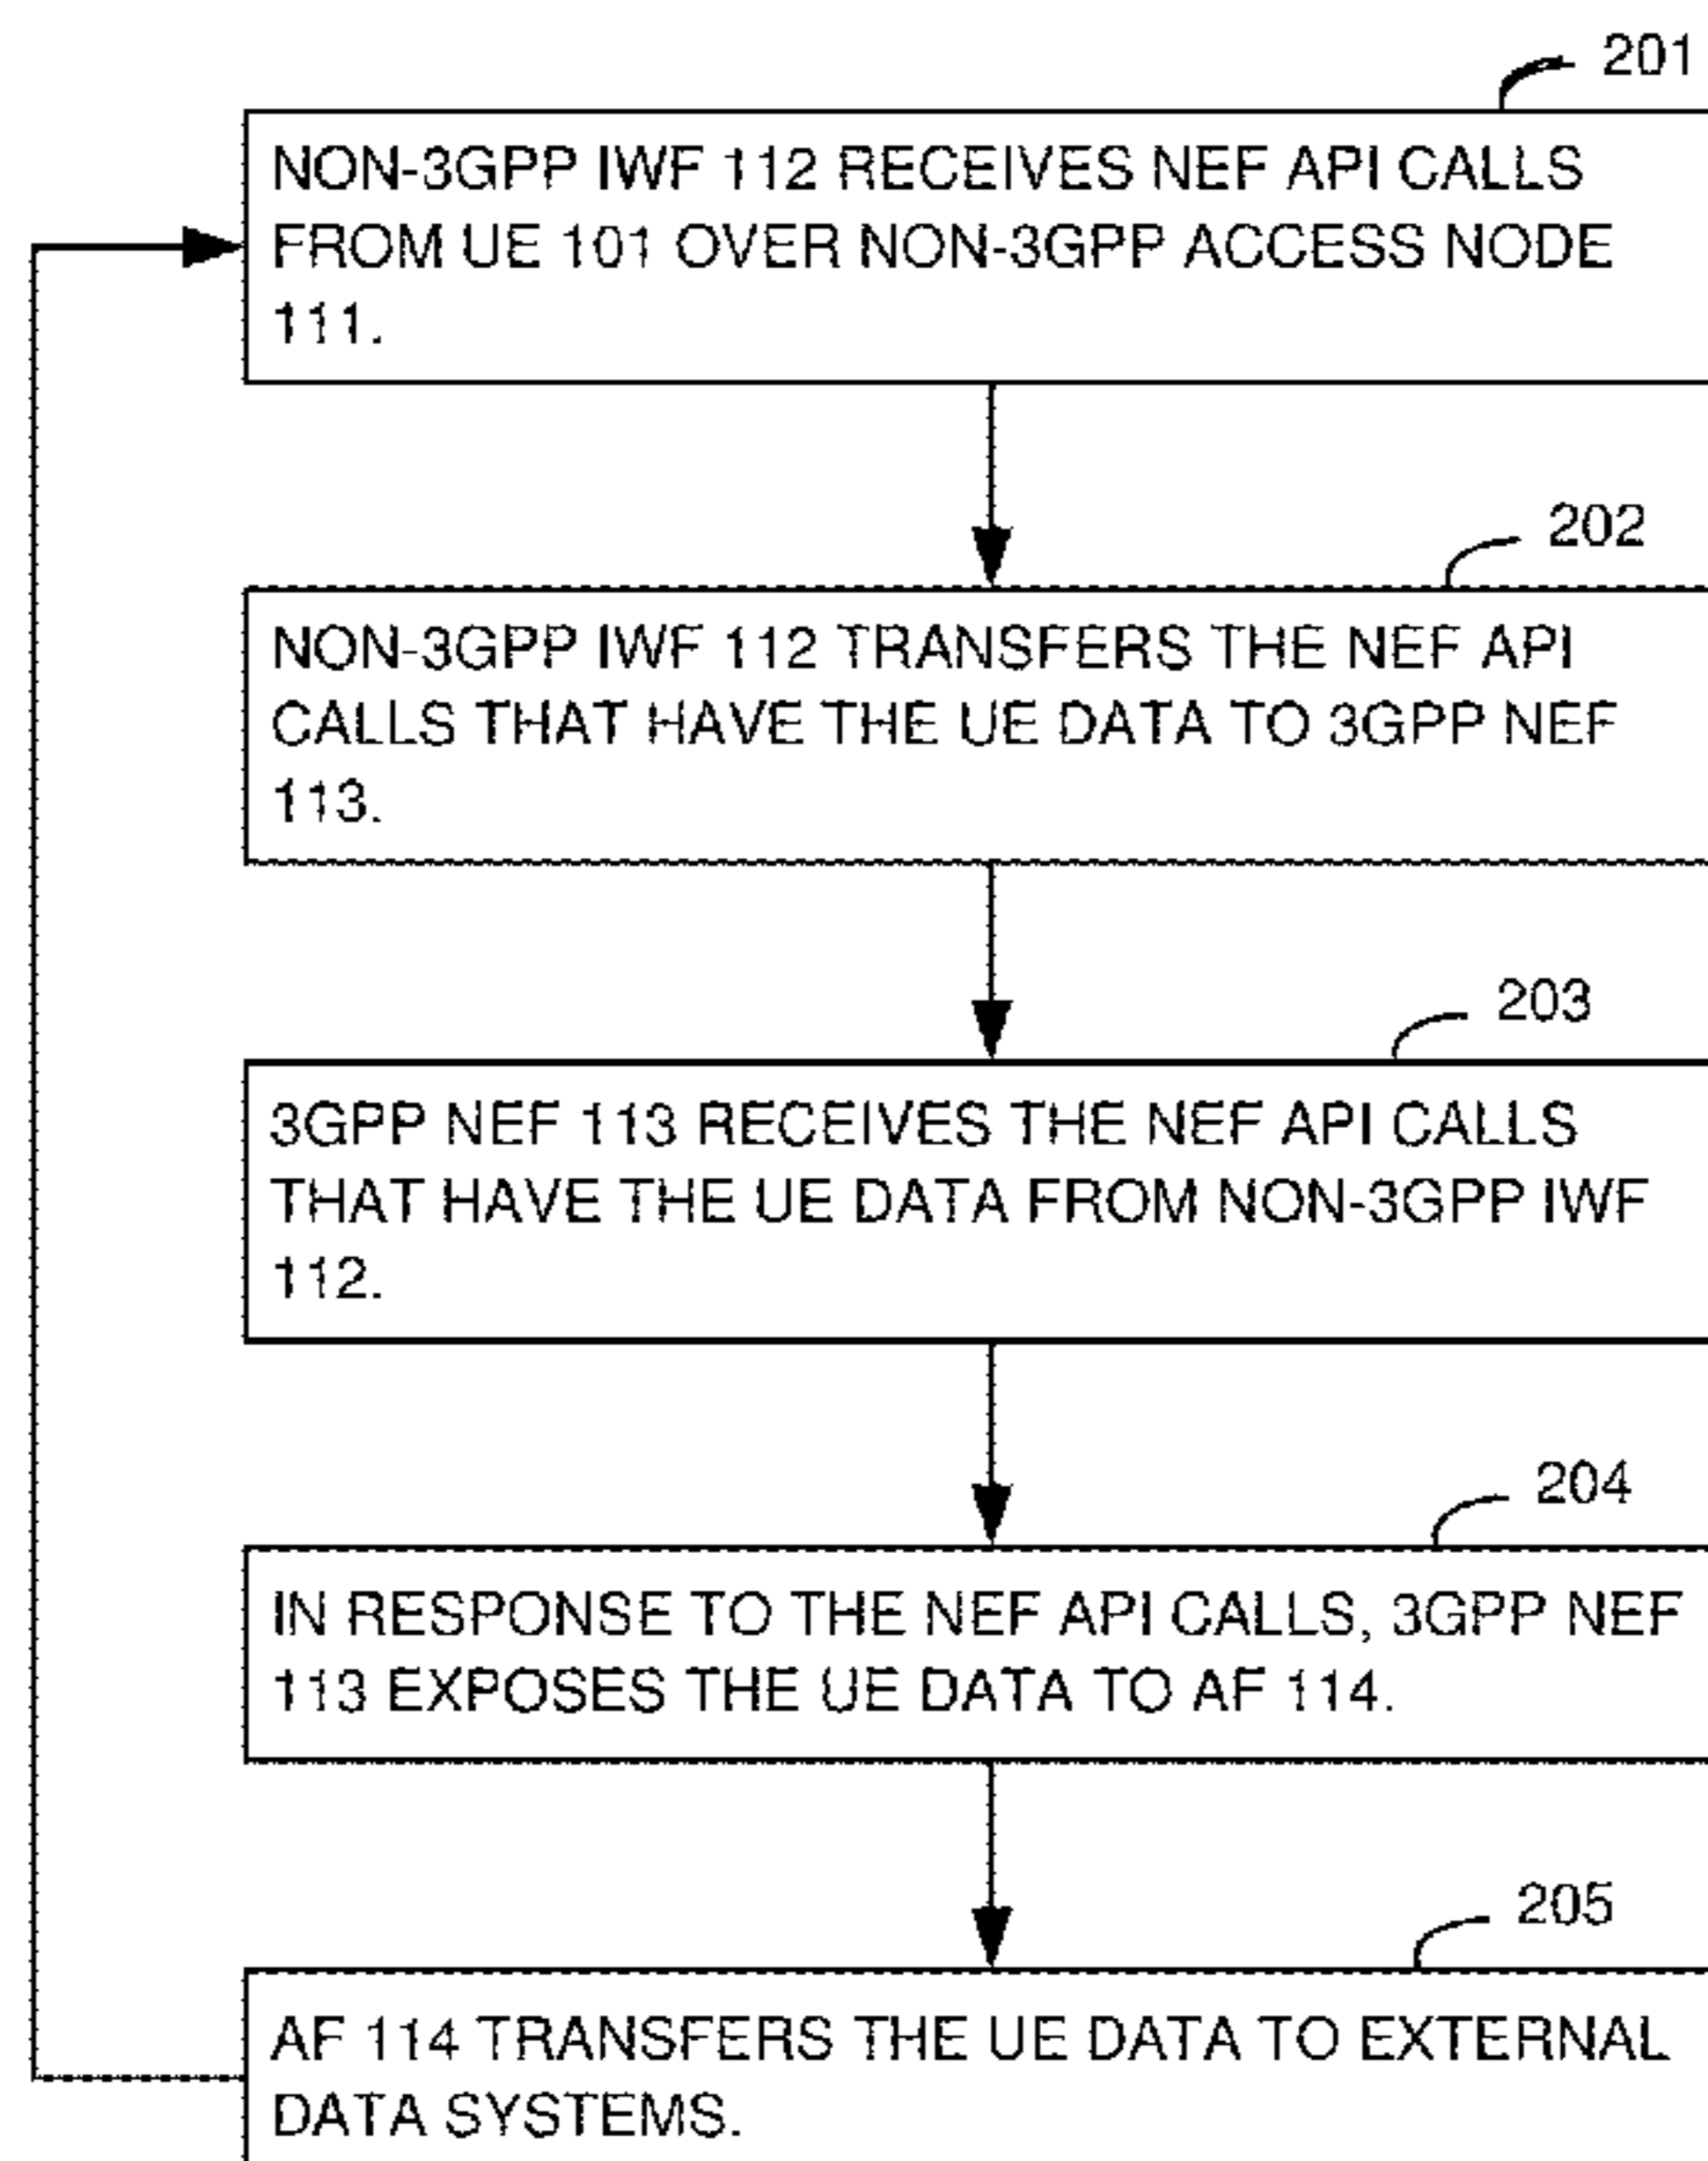 201
NON-3GPP IWF 112 RECEIVES NEF API CALLS
FROM UE 101 OVER NON-3GPP ACCESS NODE
111.
202
NON-3GPP IWF 112 TRANSFERS THE NEF API
CALLS THAT HAVE THE UE DATA TO 3GPP NEF
113.
203
3GPP NEF 113 RECEIVES THE NEF API CALLS
THAT HAVE THE UE DATA FROM NON-3GPP IWF
112.
204
IN RESPONSE TO THE NEF API CALLS, 3GPP NEF
113 EXPOSES THE UE DATA TO AF 114.
205
AF 114 TRANSFERS THE UE DATA TO EXTERNAL
DATA SYSTEMS.